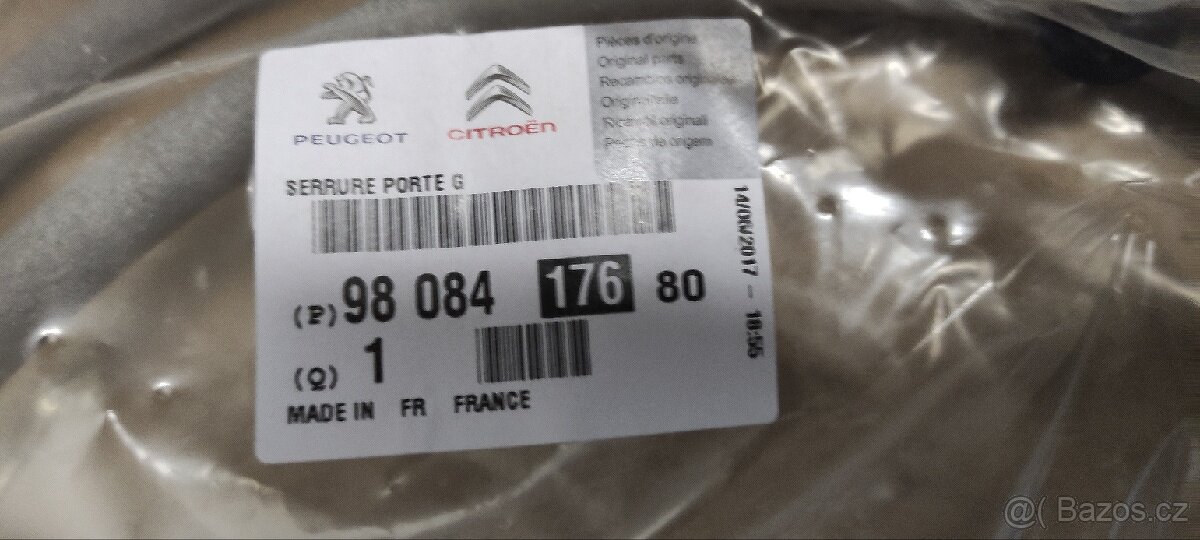 PEUGEOT
CITROËN
Pièces d'origine
Original parts
Recambios originales
Originalteile
Ricambi originali
Peças de origem
SERRURE PORTE G
(P) 98 084 176 80
(Q) 1
MADE IN FR FRANCE
14/06/2017 - 18:55
@( Bazos.cz